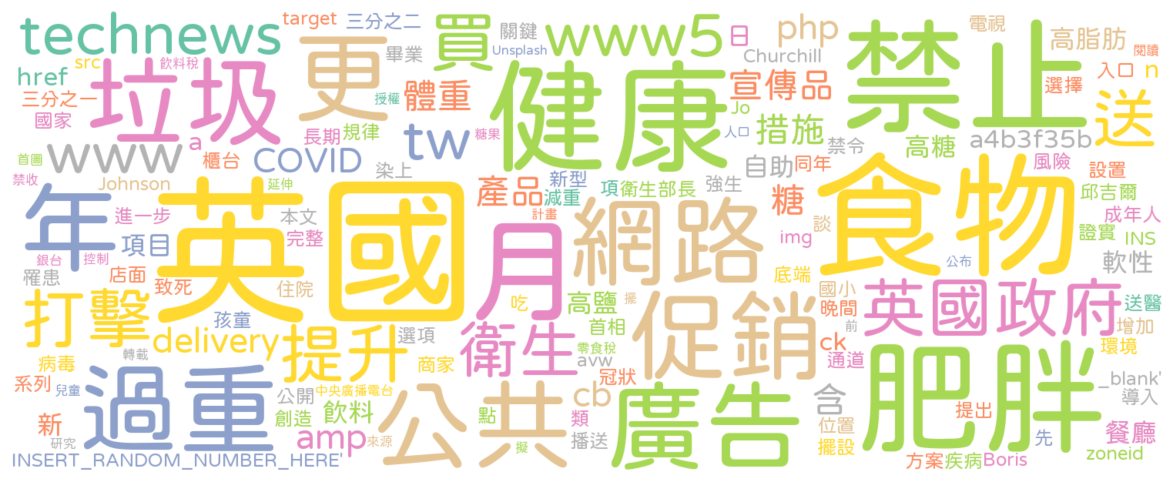 technews
target
三分之二
更
畢業
買
關鍵
Unsplash
www5
日
php
Churchill
電視
高脂肪
閱讀
入口
n
選擇
禁止
送
href
src
飲料稅
三分之一
國家
垃圾
a
授權
體重
長期
規律
糖果
tw
健康
宣傳品
Jo
措施
人口
禁令
高糖
a4b3f35b
風險
設置
首圖
禁收
www
櫃台
COVID
Johnson
延伸
染上
自助
同年
食物
邱吉爾
成年人
證實
INS
年
進一步
項目
英國
本文
完整
產品
新型
減重
項
衛生部長
強生
計畫
糖
談
img
月
網路
軟性
公布
銀台
控制
罹患
店面
致死
住院
底端
國小
晚間
英國政府
送醫
增加
打擊
孩童
delivery
提升
選項
吃
高鹽
首相
擾
促銷
前
ck
通道
環境
病毒
轉載
商家
衛生
零食稅
avw
冠狀
系列
兒童
過重
中央廣播電台
公開
創造
飲料
公共
點
類
cb
廣告
含
肥胖
提出
_blank'
導入
新
研究
amp
來源
播送
擬
位置
擺設
先
餐廳
INSERT_RANDOM_NUMBER_HERE'
方案
疾病
Boris
zoneid